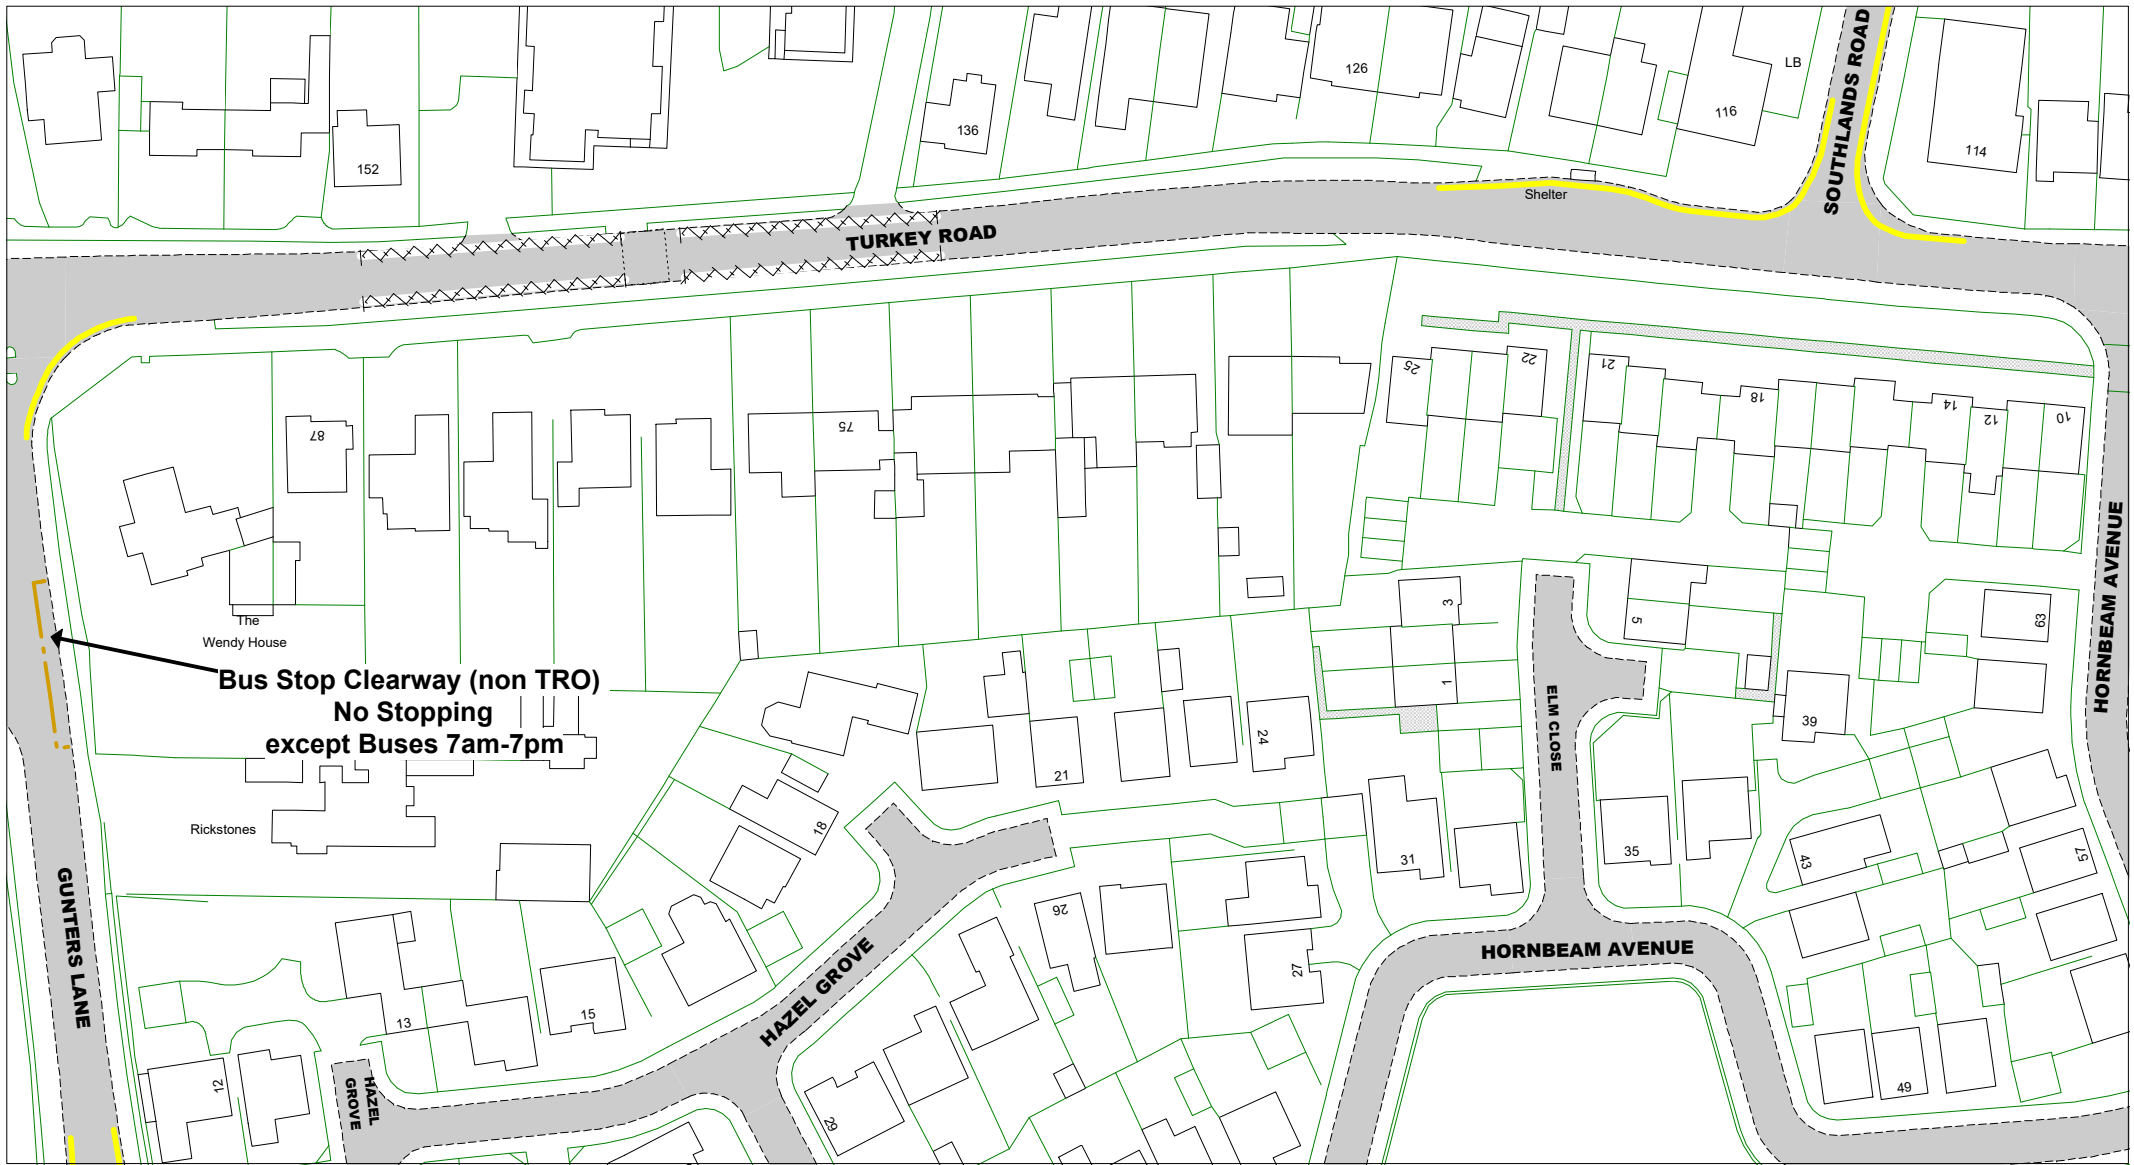 SOUTHLANDS ROAD
LB
126
136
116
114
152
Shelter
TURKEY ROAD
25
22
21
18
14
12
10
87
75
HORNBEAM AVENUE
The
Wendy House
3
5
63
1
Bus Stop Clearway (non TRO)
No Stopping
except Buses 7am-7pm
ELM CLOSE
39
24
21
18
Rickstones
31
35
43
57
GUNTERS LANE
26
27
HORNBEAM AVENUE
HAZEL GROVE
13
15
12
HAZEL
GROVE
29
49